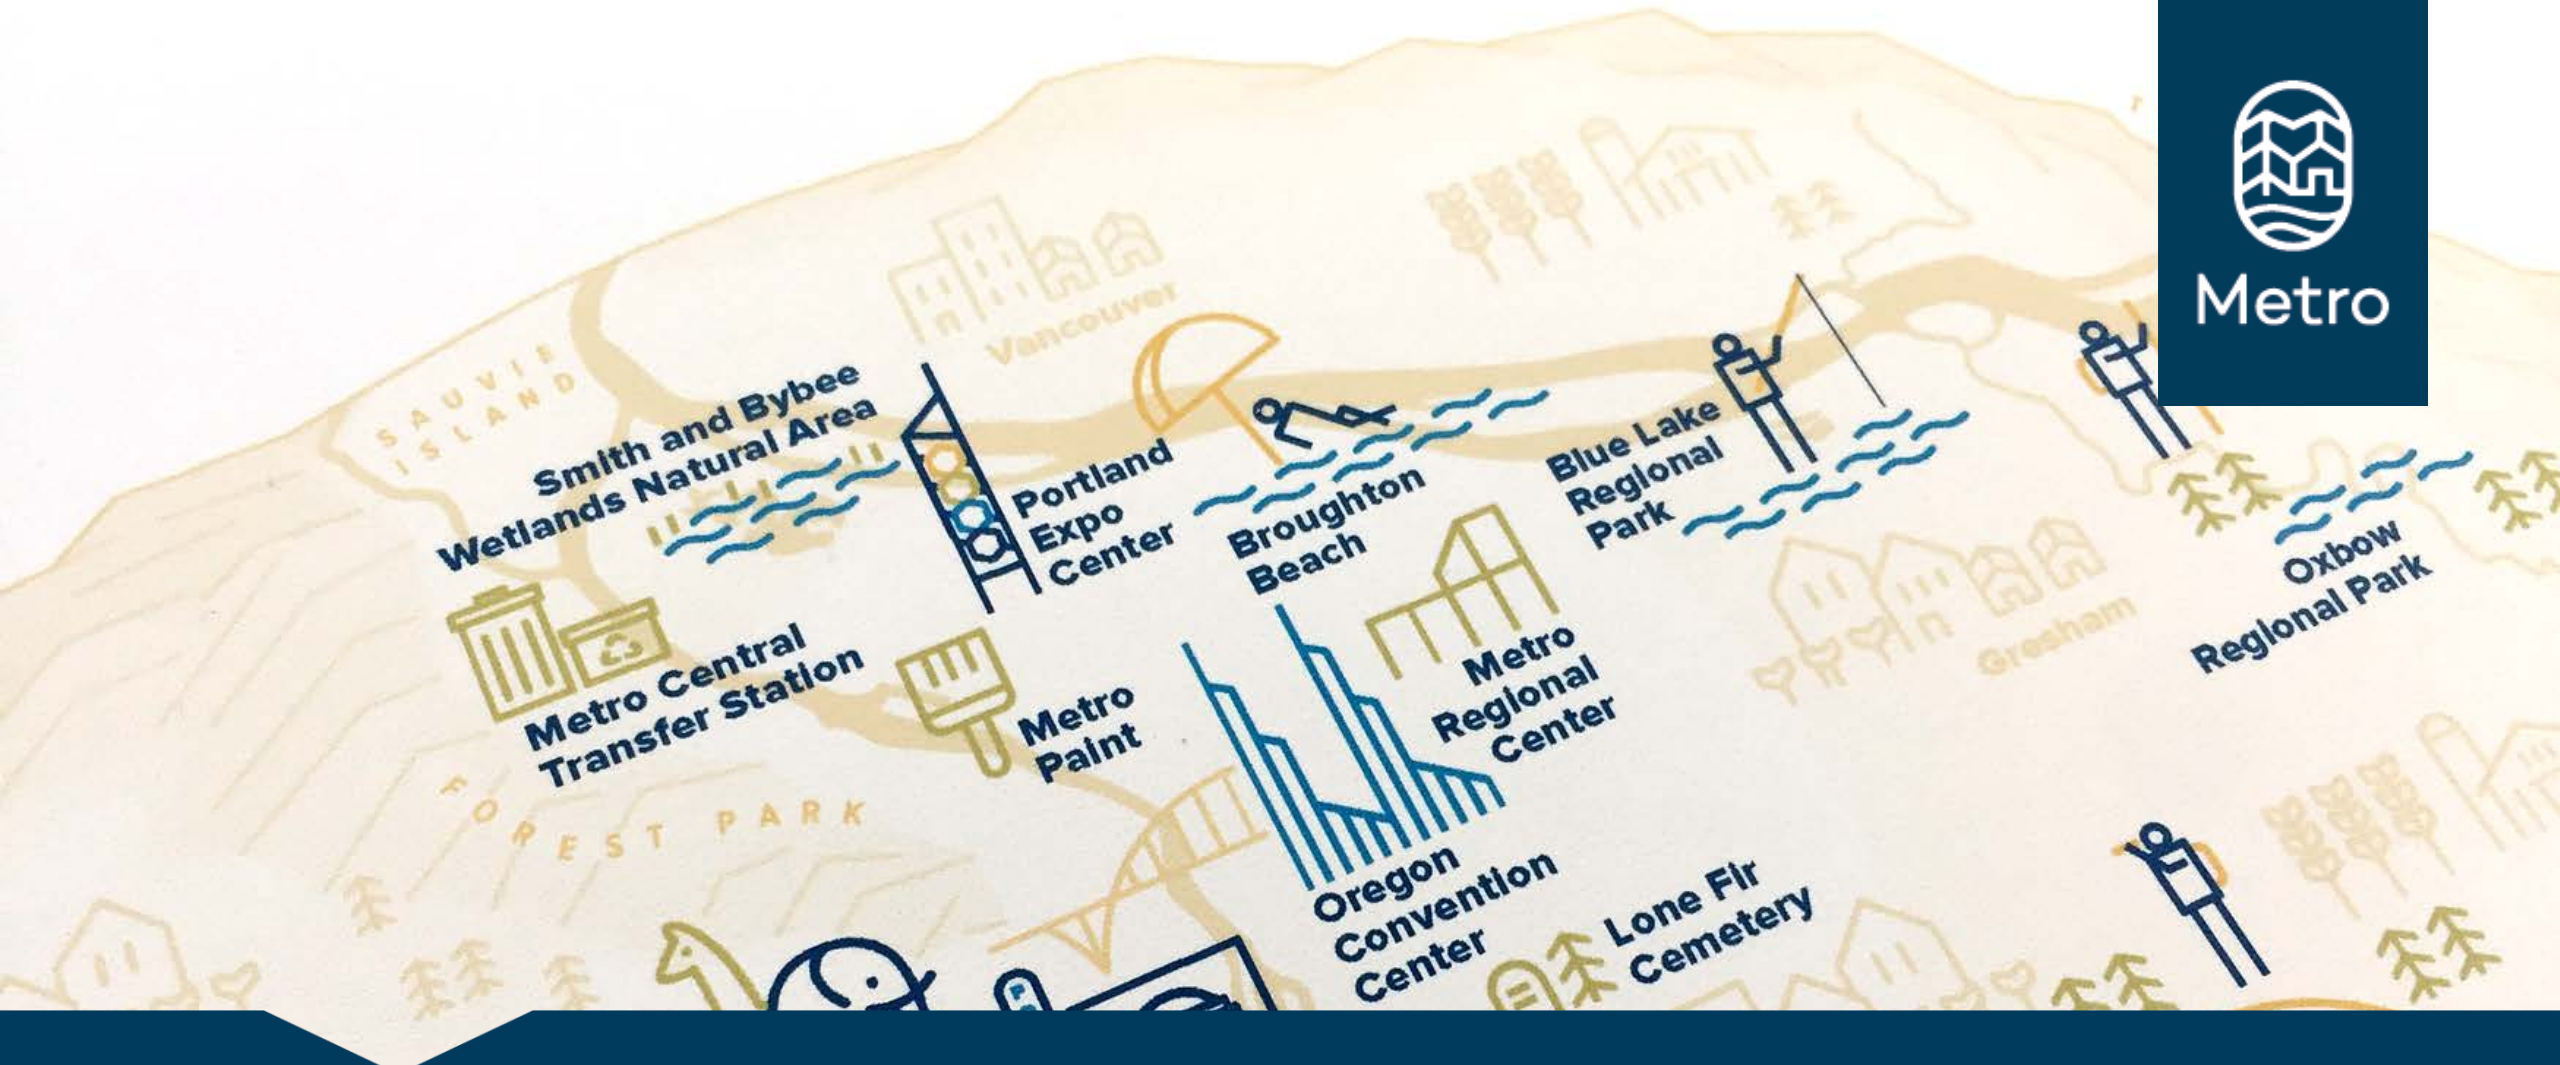 Metro
Vancouver
SAUVIE
ISLAND
Smith and Bybee
Wetlands Natural Area
Portland
Expo
Center
Broughton
Beach
Blue Lake
Regional
Park
Oxbow
Regional Park
Gresham
Metro Central
Transfer Station
Metro
Paint
Metro
Regional
Center
FOREST PARK
Oregon
Convention
Center
Lone Fir
Cemetery